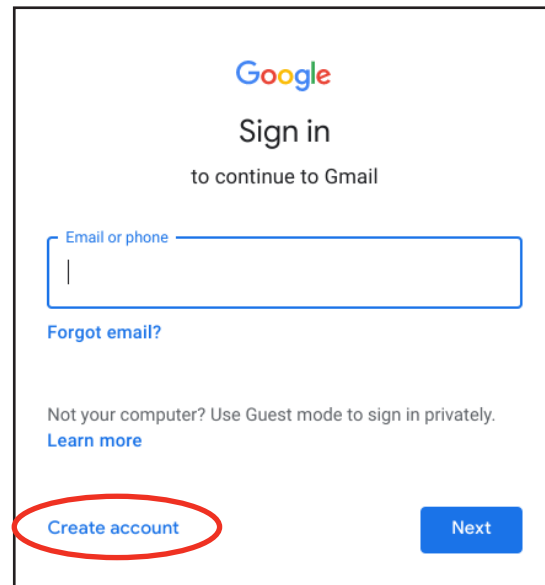 Google
Sign in
to continue to Gmail
Email or phone
Forgot email?
Not your computer? Use Guest mode to sign in privately.
Learn more
Create account
Next